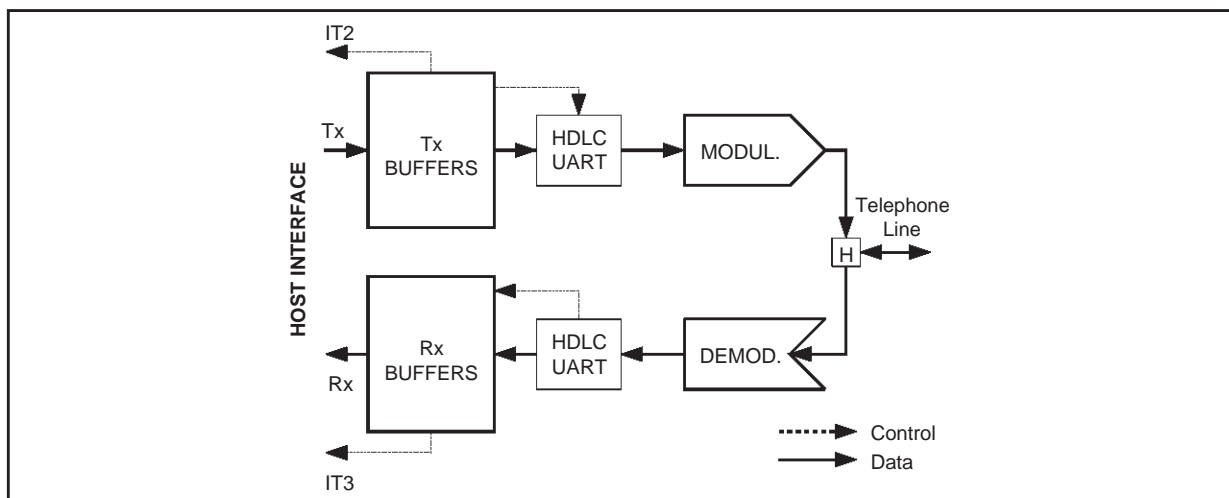 IT2
Tx
Tx
BUFFERS
HDLC
UART
MODUL.
Telephone
Line
H
HOST INTERFACE
Rx
BUFFERS
HDLC
UART
DEMOD.
Rx
IT3
Control
Data